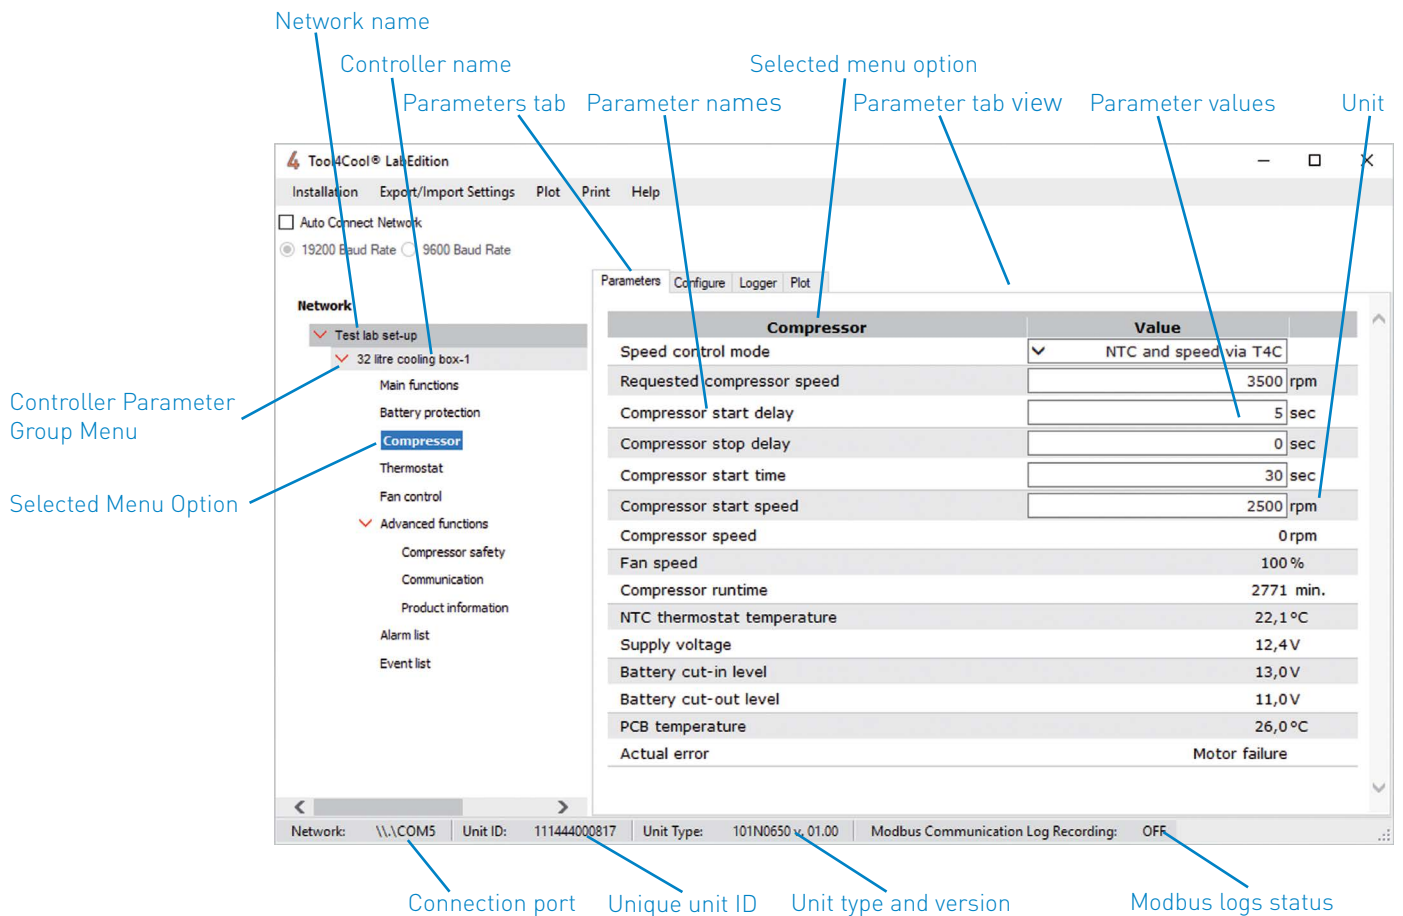 Network name
Controller name
Selected menu option
Parameters tab
Parameter names
Parameter tab view
Parameter values
Unit
4 Tool4Cool® LabEdition
Installation Export/Import Settings Plot Print Help
Auto Connect Network
19200 Baud Rate 9600 Baud Rate
Parameters Configure Logger Plot
Network
Test lab set-up
32 litre cooling box-1
Main functions
Battery protection
Compressor
Thermostat
Fan control
Advanced functions
Compressor safety
Communication
Product information
Alarm list
Event list
Controller Parameter
Group Menu
Selected Menu Option
Compressor Value
Speed control mode NTC and speed via T4C
Requested compressor speed 3500 rpm
Compressor start delay 5 sec
Compressor stop delay 0 sec
Compressor start time 30 sec
Compressor start speed 2500 rpm
Compressor speed 0 rpm
Fan speed 100 %
Compressor runtime 2771 min.
NTC thermostat temperature 22,1 °C
Supply voltage 12,4 V
Battery cut-in level 13,0 V
Battery cut-out level 11,0 V
PCB temperature 26,0 °C
Actual error Motor failure
Network: \\.\COM5 Unit ID: 111444000817 Unit Type: 101N0650 v. 01.00 Modbus Communication Log Recording: OFF
Connection port
Unique unit ID
Unit type and version
Modbus logs status